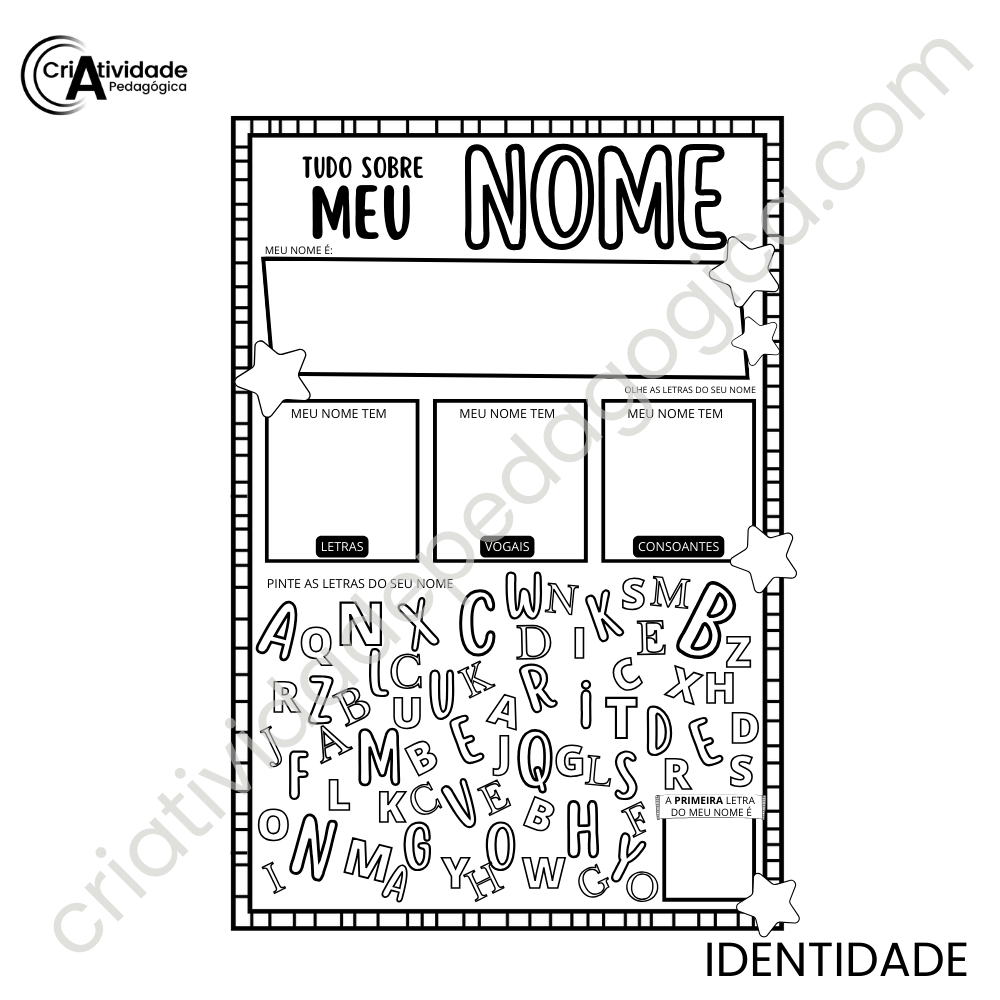 CriAtividade
Pedagógica
TUDO SOBRE
MEU NOME
MEU NOME É:
OLHE AS LETRAS DO SEU NOME
MEU NOME TEM
LETRAS
MEU NOME TEM
VOGAIS
MEU NOME TEM
CONSOANTES
PINTE AS LETRAS DO SEU NOME
A Q N X C W N D I K S M E B Z
R Z B L C U U K A R C i T X H D E D
J F A L M B K C E V J E Q G L S R S B
O I N M A G Y H O W H G F Y O
A PRIMEIRA LETRA
DO MEU NOME É
IDENTIDADE
criatividadepedagogica.com